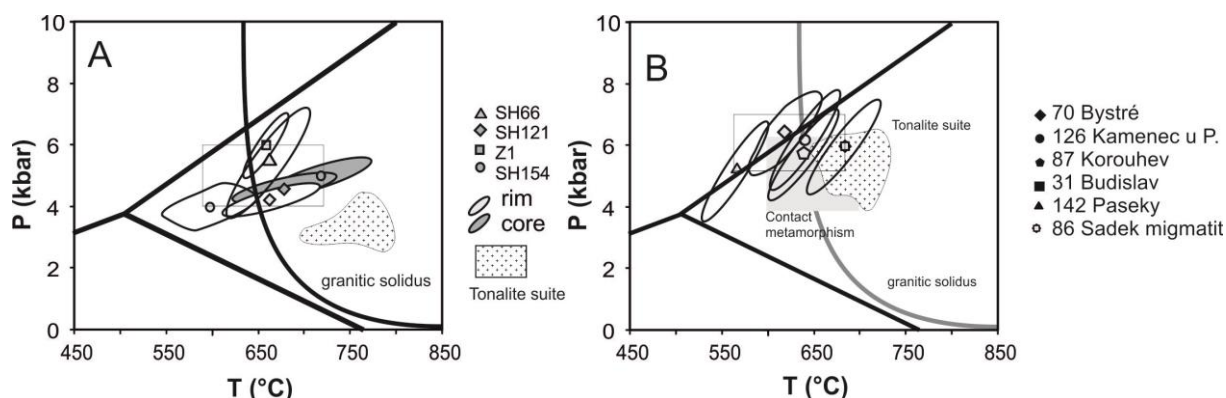 10
8
6
4
2
0
P (kbar)
A
granitic solidus
450
550
650
750
850
T (°C)
SH66
SH121
Z1
SH154
rim
core
Tonalite suite
10
8
6
4
2
0
P (kbar)
B
Tonalite suite
Contact
metamorphism
granitic solidus
450
550
650
750
850
T (°C)
70 Bystré
126 Kamenec u P.
87 Korouhev
31 Budislav
142 Paseky
86 Sadek migmatit